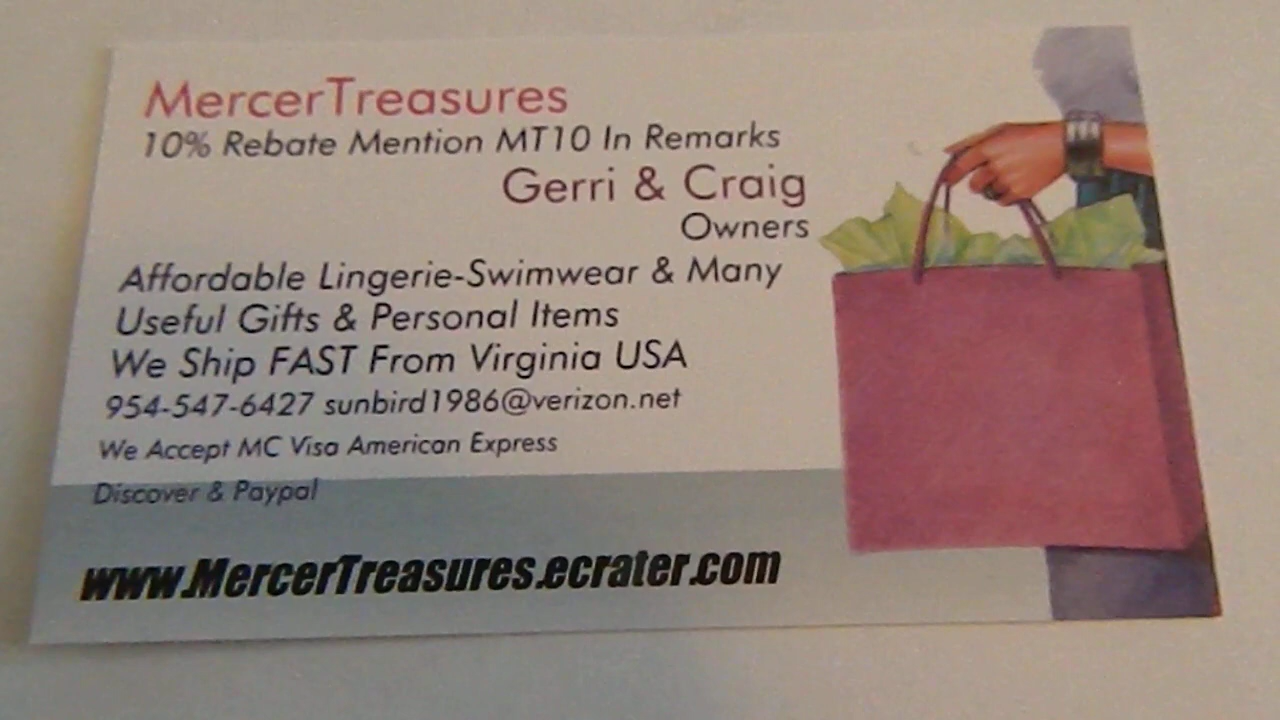 MercerTreasures
10% Rebate Mention MT10 In Remarks
Gerri & Craig
Owners
Affordable Lingerie-Swimwear & Many
Useful Gifts & Personal Items
We Ship FAST From Virginia USA
954-547-6427 sunbird1986@verizon.net
We Accept MC Visa American Express
Discover & Paypal
www.MercerTreasures.ecrater.com